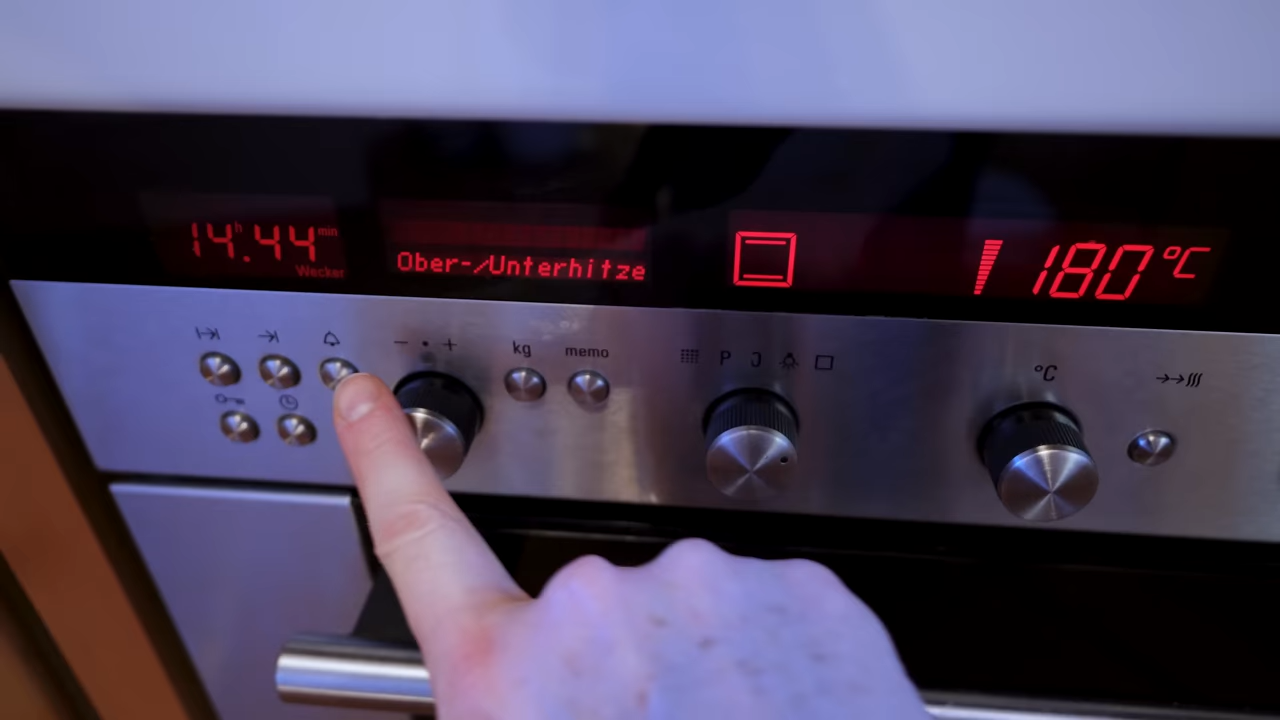 14.44 h min
Wecker
Ober-/Unterhitze
180 °C
- • +
kg
memo
P
°C